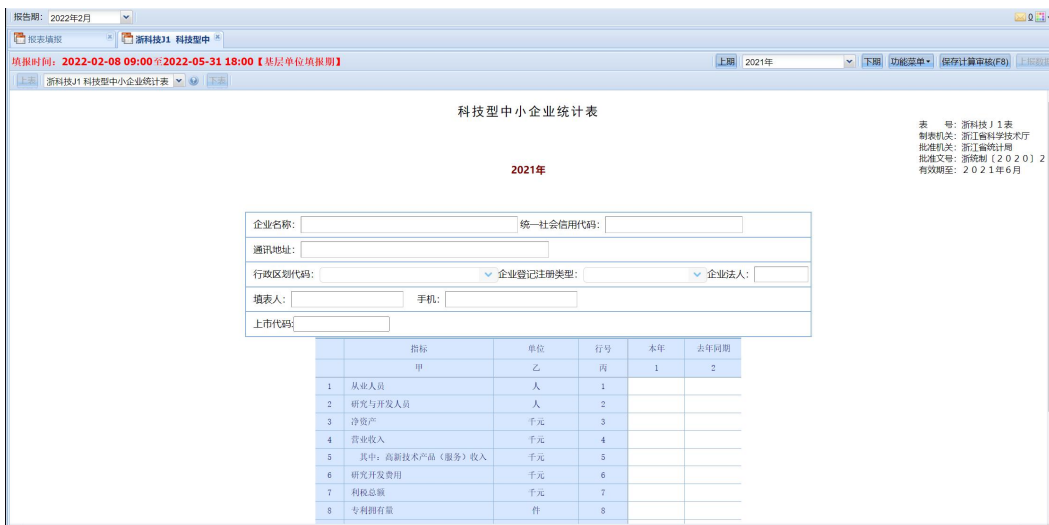 报告期: 2022年2月 0
报表填报 浙科技J1 科技型中
填报时间: 2022-02-08 09:00至2022-05-31 18:00【基层单位填报期】 上期 2021年 下期 功能菜单 保存计算审核(F8) 上报数据
上表 浙科技J1 科技型中小企业统计表 下表
科技型中小企业统计表
表 号: 浙科技J1表
制表机关: 浙江省科学技术厅
批准机关: 浙江省统计局
批准文号: 浙统制〔2020〕2
有效期至: 2021年6月
2021年
企业名称: 统一社会信用代码:
通讯地址:
行政区划代码: 企业登记注册类型: 企业法人:
填表人: 手机:
上市代码:
指标 单位 行号 本年 去年同期
甲 乙 丙 1 2
1 从业人员 人 1
2 研究与开发人员 人 2
3 净资产 千元 3
4 营业收入 千元 4
5 其中: 高新技术产品(服务)收入 千元 5
6 研究开发费用 千元 6
7 利税总额 千元 7
8 专利拥有量 件 8